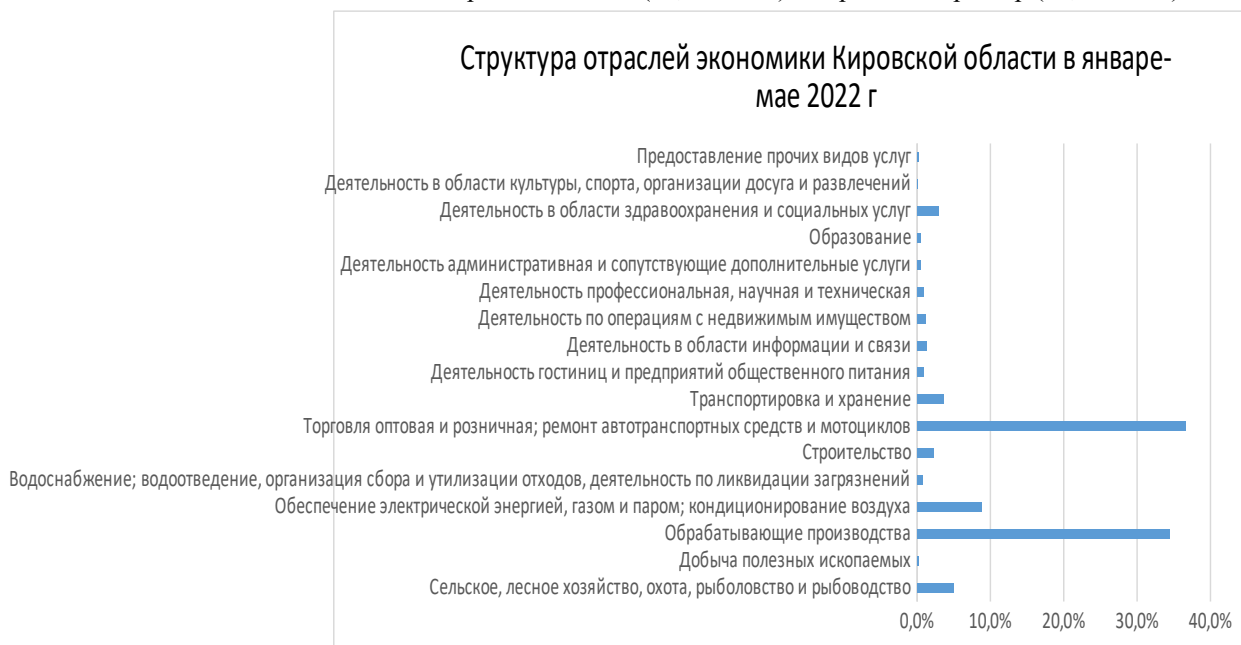 Структура отраслей экономики Кировской области в январе-
мае 2022 г
Предоставление прочих видов услуг
Деятельность в области культуры, спорта, организации досуга и развлечений
Деятельность в области здравоохранения и социальных услуг
Образование
Деятельность административная и сопутствующие дополнительные услуги
Деятельность профессиональная, научная и техническая
Деятельность по операциям с недвижимым имуществом
Деятельность в области информации и связи
Деятельность гостиниц и предприятий общественного питания
Транспортировка и хранение
Торговля оптовая и розничная; ремонт автотранспортных средств и мотоциклов
Строительство
Водоснабжение; водоотведение, организация сбора и утилизации отходов, деятельность по ликвидации загрязнений
Обеспечение электрической энергией, газом и паром; кондиционирование воздуха
Обрабатывающие производства
Добыча полезных ископаемых
Сельское, лесное хозяйство, охота, рыболовство и рыбоводство
0,0% 10,0% 20,0% 30,0% 40,0%